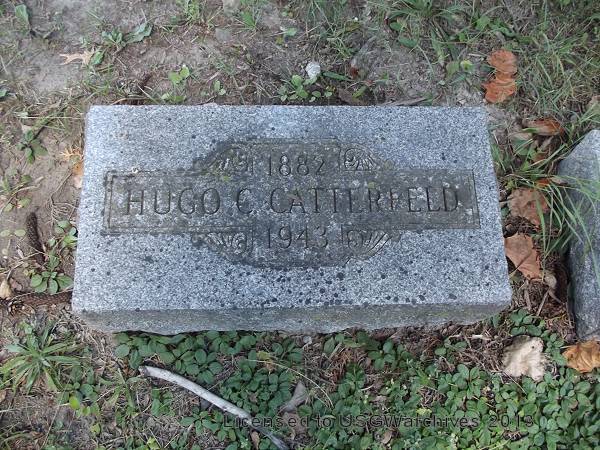 1882
HUGO C. CATTERFELD
1943
Licensed to USGWarchives 2019